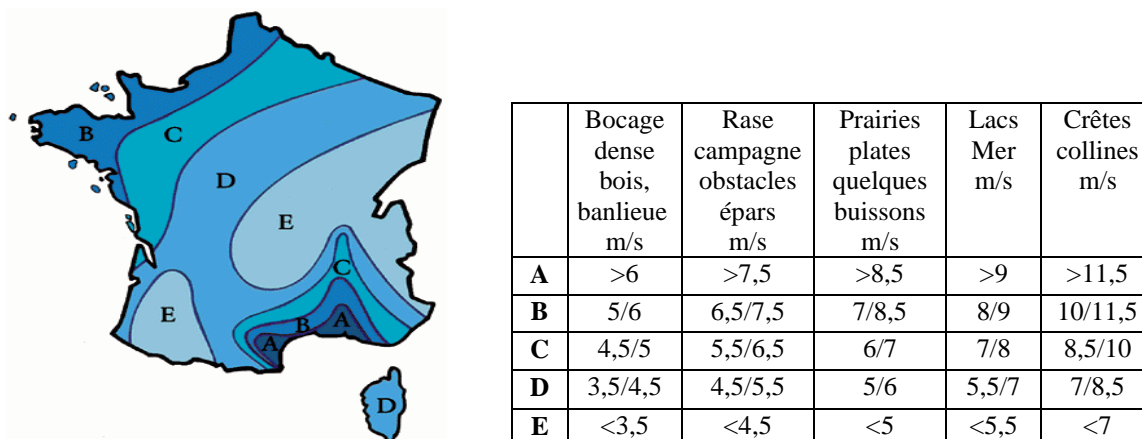 B
C
D
E
C
E
B
A
A
D
Bocage dense bois, banlieue m/s
Rase campagne obstacles épars m/s
Prairies plates quelques buissons m/s
Lacs Mer m/s
Crêtes collines m/s
A >6 >7,5 >8,5 >9 >11,5
B 5/6 6,5/7,5 7/8,5 8/9 10/11,5
C 4,5/5 5,5/6,5 6/7 7/8 8,5/10
D 3,5/4,5 4,5/5,5 5/6 5,5/7 7/8,5
E <3,5 <4,5 <5 <5,5 <7